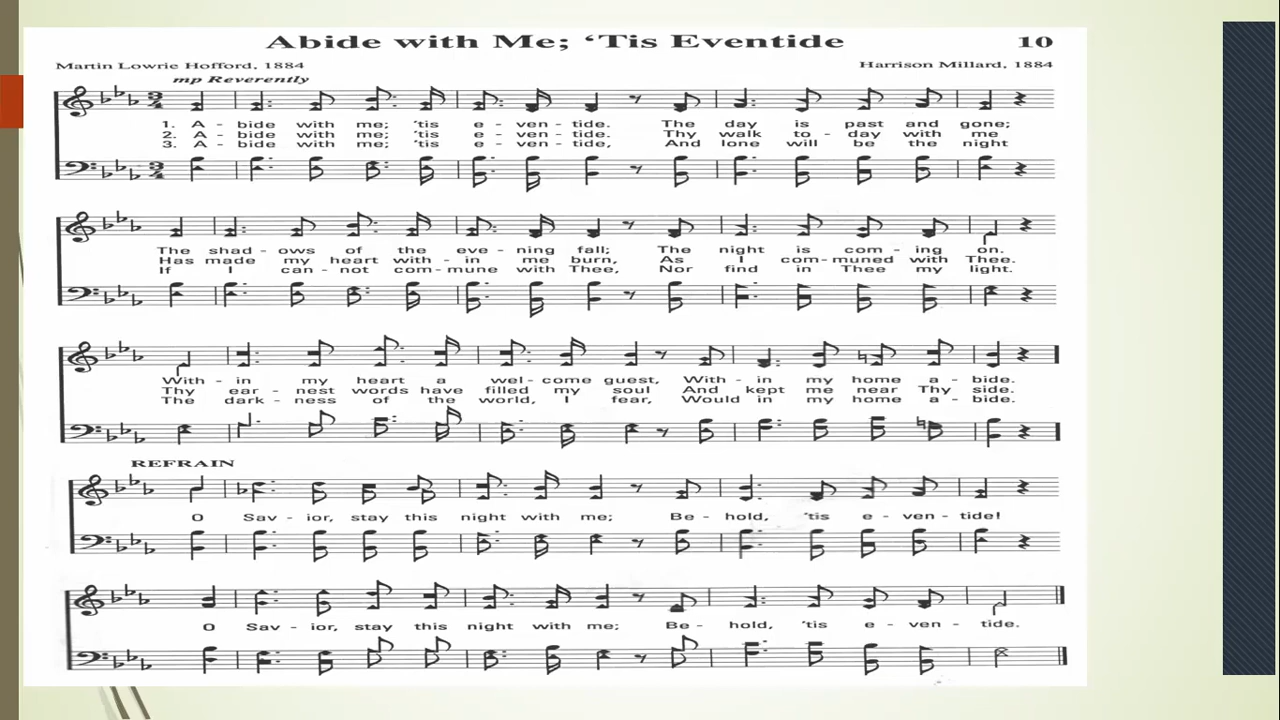 Abide with Me; ‘Tis Eventide 10
Martin Lowrie Hofford, 1884 Harrison Millard, 1884
mp Reverently
1. A - bide with me; ’tis e - ven - tide. The day is past and gone;
2. A - bide with me; ’tis e - ven - tide. Thy walk to - day with me
3. A - bide with me; ’tis e - ven - tide, And lone will be the night
The shad - ows of the eve - ning fall; The night is com - ing on.
Has made my heart with - in me burn, As I com - muned with Thee.
If I can - not com - mune with Thee, Nor find in Thee my light.
With - in my heart a wel - come guest, With - in my home a - bide.
Thy ear - nest words have filled my soul And kept me near Thy side.
The dark - ness of the world, I fear, Would in my home a - bide.
REFRAIN
O Sav - ior, stay this night with me; Be - hold, ’tis e - ven - tide!
O Sav - ior, stay this night with me; Be - hold, ’tis e - ven - tide.